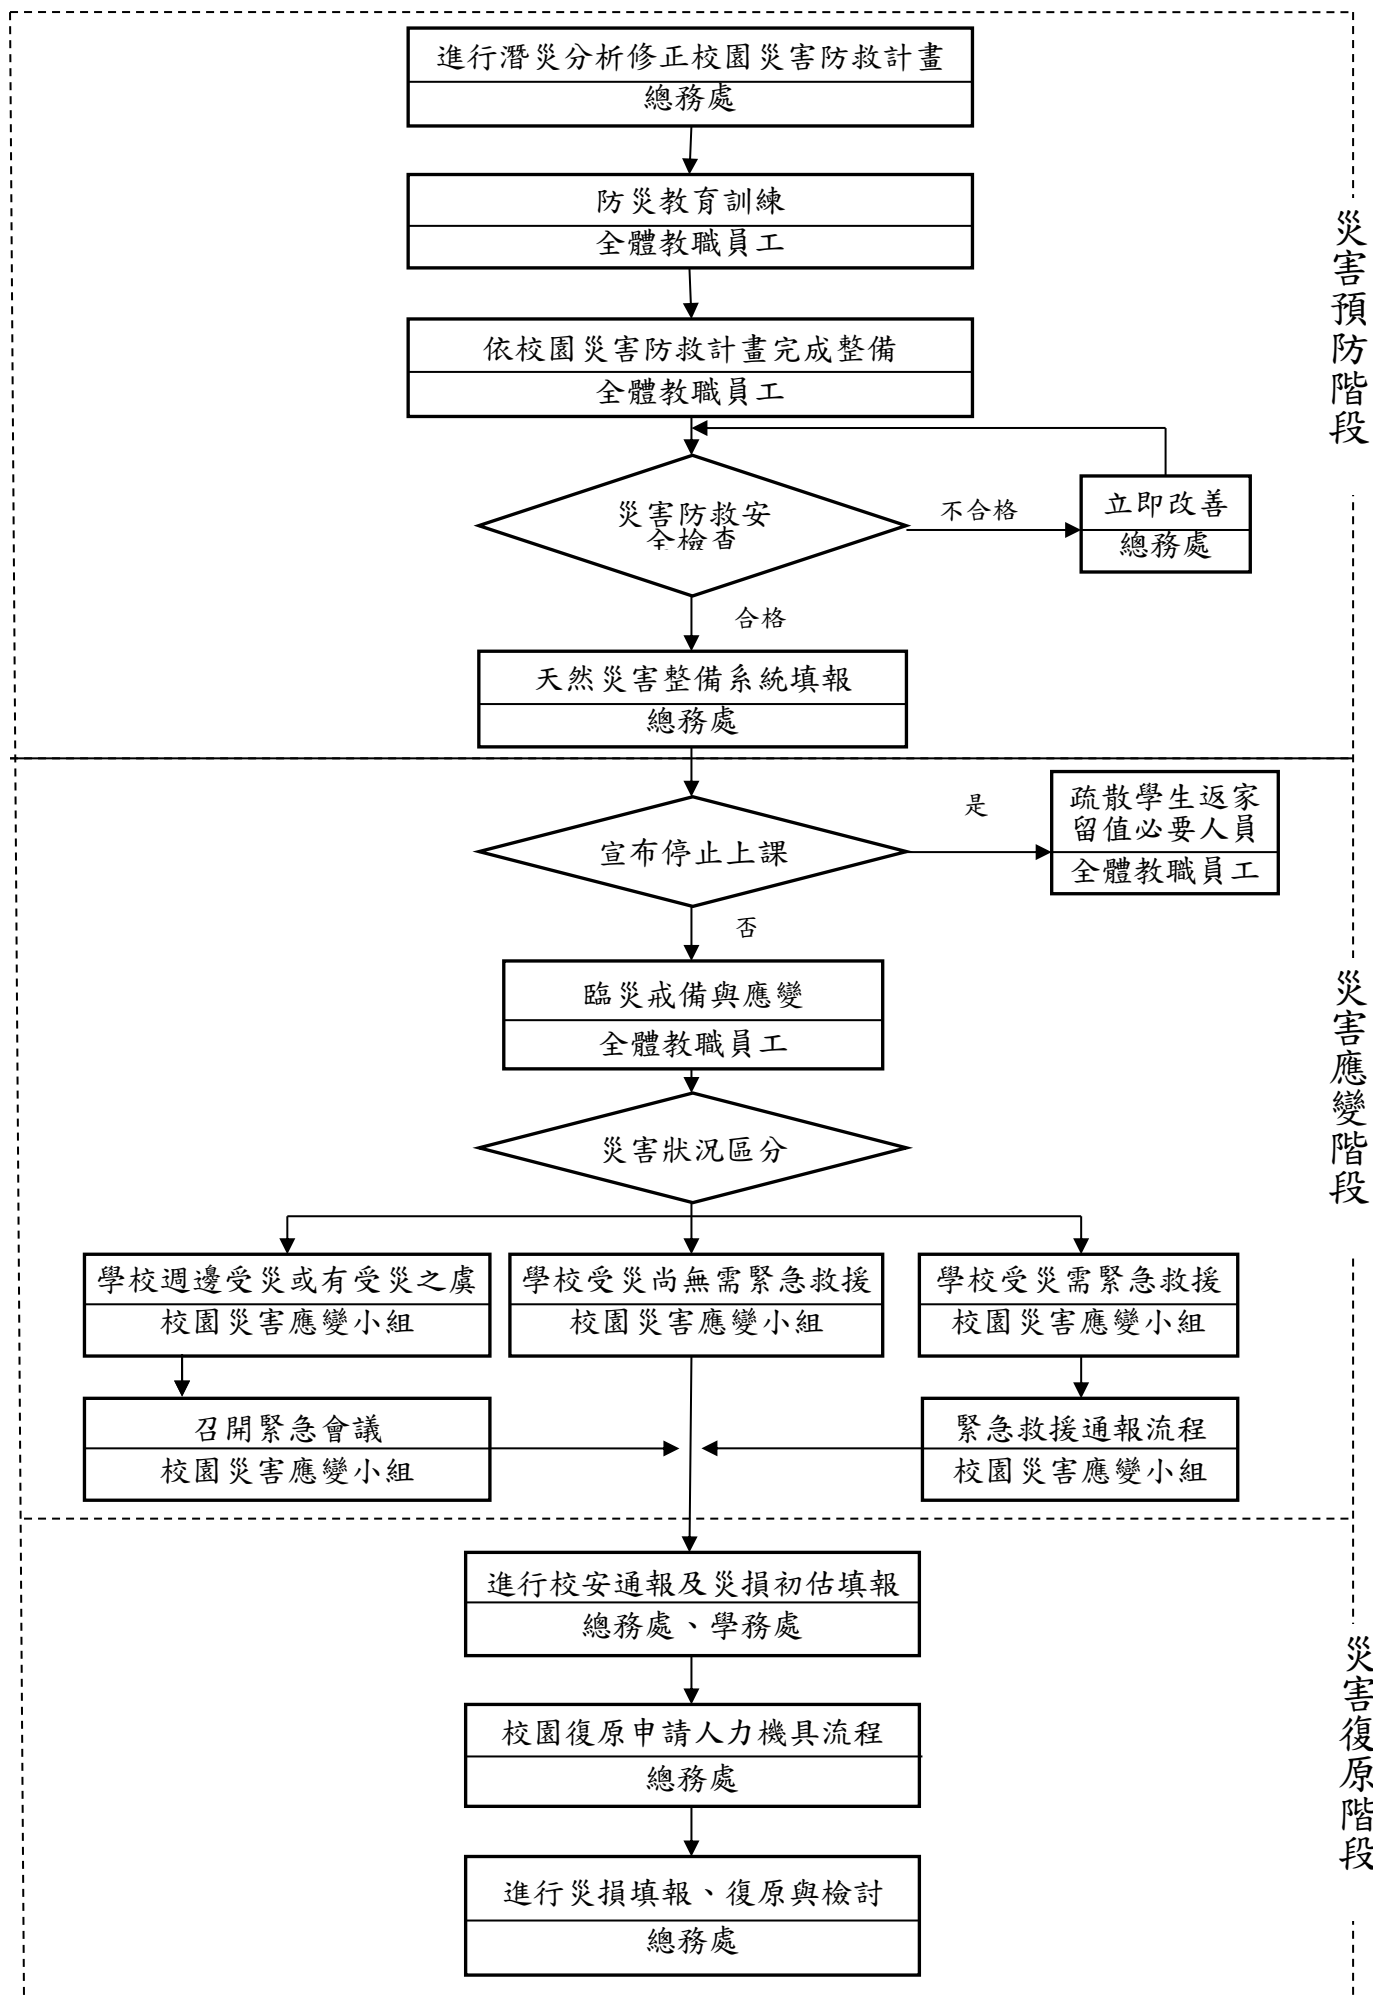 進行潛災分析修正校園災害防救計畫
總務處
防災教育訓練
全體教職員工
依校園災害防救計畫完成整備
全體教職員工
災害預防階段
災害防救安
全檢查
不合格
立即改善
總務處
合格
天然災害整備系統填報
總務處
宣布停止上課
是
疏散學生返家
留值必要人員
全體教職員工
否
臨災戒備與應變
全體教職員工
災害應變階段
災害狀況區分
學校週邊受災或有受災之虞
校園災害應變小組
學校受災尚無需緊急救援
校園災害應變小組
學校受災需緊急救援
校園災害應變小組
召開緊急會議
校園災害應變小組
緊急救援通報流程
校園災害應變小組
進行校安通報及災損初估填報
總務處、學務處
災害復原階段
校園復原申請人力機具流程
總務處
進行災損填報、復原與檢討
總務處